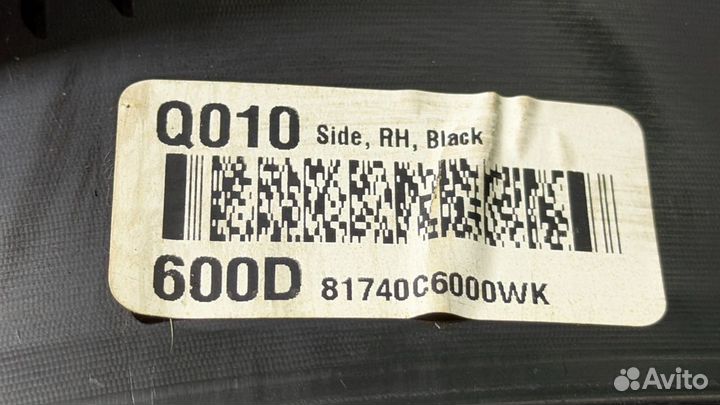 Q010 Side, RH, Black
600D 81740C6000WK
Avito